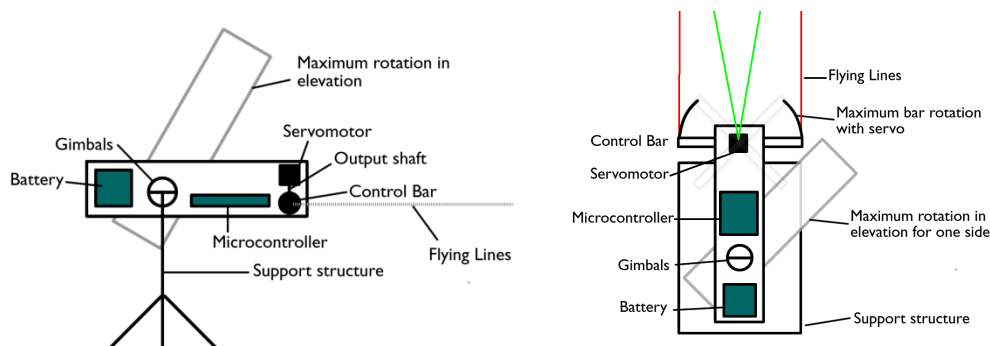 Maximum rotation in
elevation
Servomotor
Gimbals
Output shaft
Battery
Control Bar
Microcontroller
Flying Lines
Support structure
Flying Lines
Maximum bar rotation
with servo
Control Bar
Servomotor
Microcontroller
Maximum rotation in
elevation for one side
Gimbals
Battery
Support structure